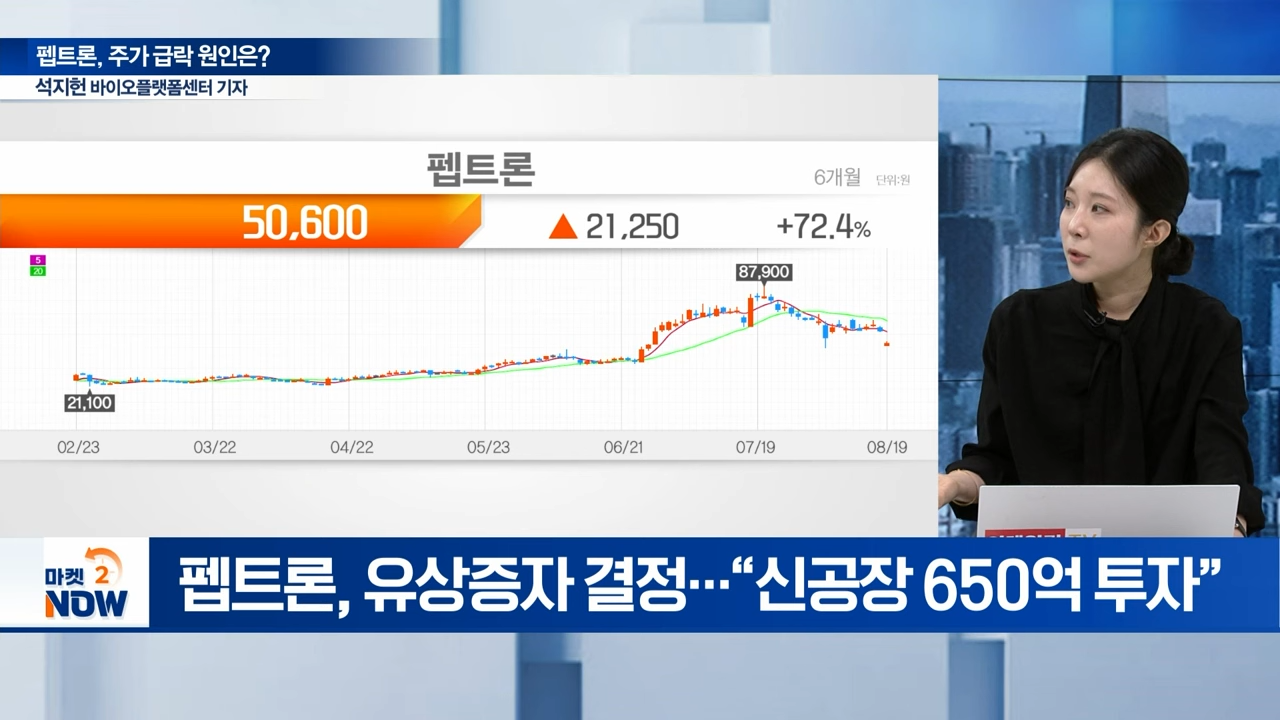 펩트론, 주가 급락 원인은?
석지헌 바이오플랫폼센터 기자
펩트론
6개월 단위:원
50,600 ▲ 21,250 +72.4%
5
20
87,900
21,100
02/23 03/22 04/22 05/23 06/21 07/19 08/19
마켓 2
NOW
펩트론, 유상증자 결정…“신공장 650억 투자”